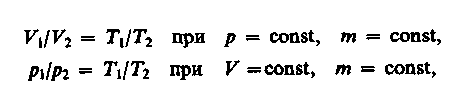 V₁/V₂ = T₁/T₂ при p = const, m = const,
p₁/p₂ = T₁/T₂ при V = const, m = const,